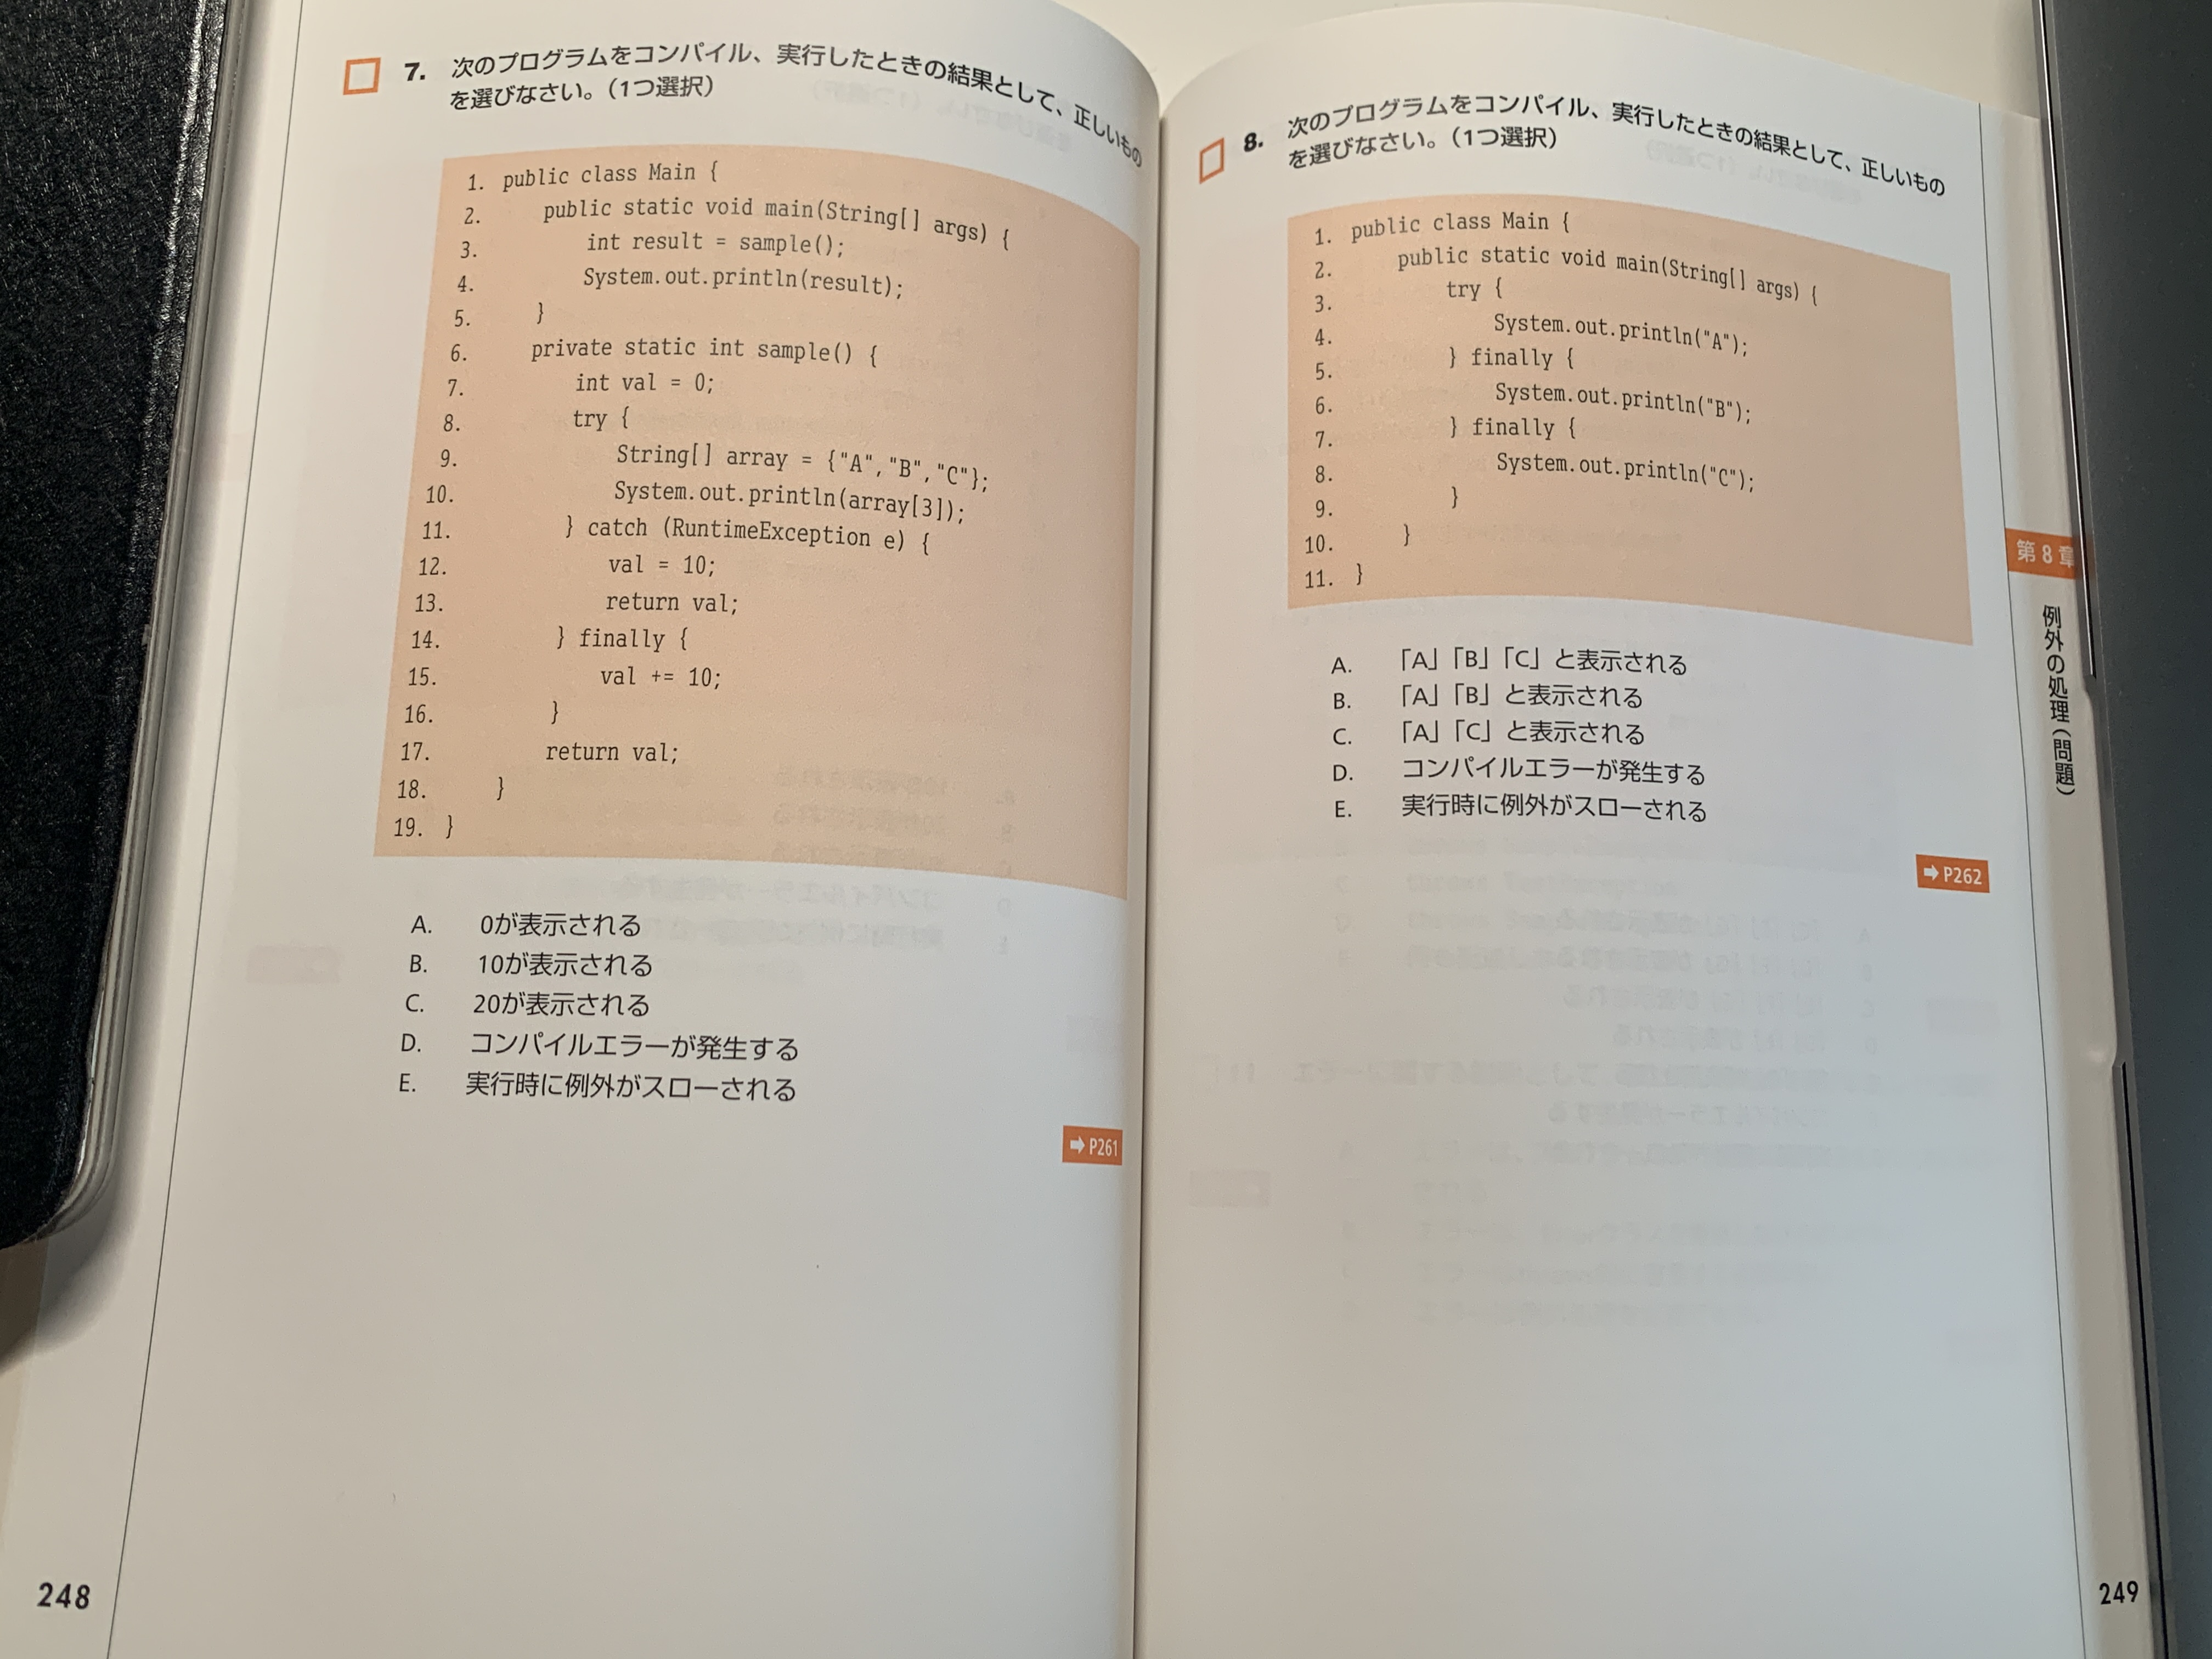 7. 次のプログラムをコンパイル、実行したときの結果として、正しいもの
を選びなさい。（1つ選択）
1. public class Main {
2. public static void main(String[] args) {
3. int result = sample();
4. System.out.println(result);
5. }
6. private static int sample() {
7. int val = 0;
8. try {
9. String[] array = {"A","B","C"};
10. System.out.println(array[3]);
11. } catch (RuntimeException e) {
12. val = 10;
13. return val;
14. } finally {
15. val += 10;
16. }
17. return val;
18. }
19. }
A. 0が表示される
B. 10が表示される
C. 20が表示される
D. コンパイルエラーが発生する
E. 実行時に例外がスローされる
➡P261
248
8. 次のプログラムをコンパイル、実行したときの結果として、正しいもの
を選びなさい。（1つ選択）
1. public class Main {
2. public static void main(String[] args) {
3. try {
4. System.out.println("A");
5. } finally {
6. System.out.println("B");
7. } finally {
8. System.out.println("C");
9. }
10. }
11. }
A. 「A」「B」「C」と表示される
B. 「A」「B」と表示される
C. 「A」「C」と表示される
D. コンパイルエラーが発生する
E. 実行時に例外がスローされる
➡P262
第8章
例外の処理（問題）
249